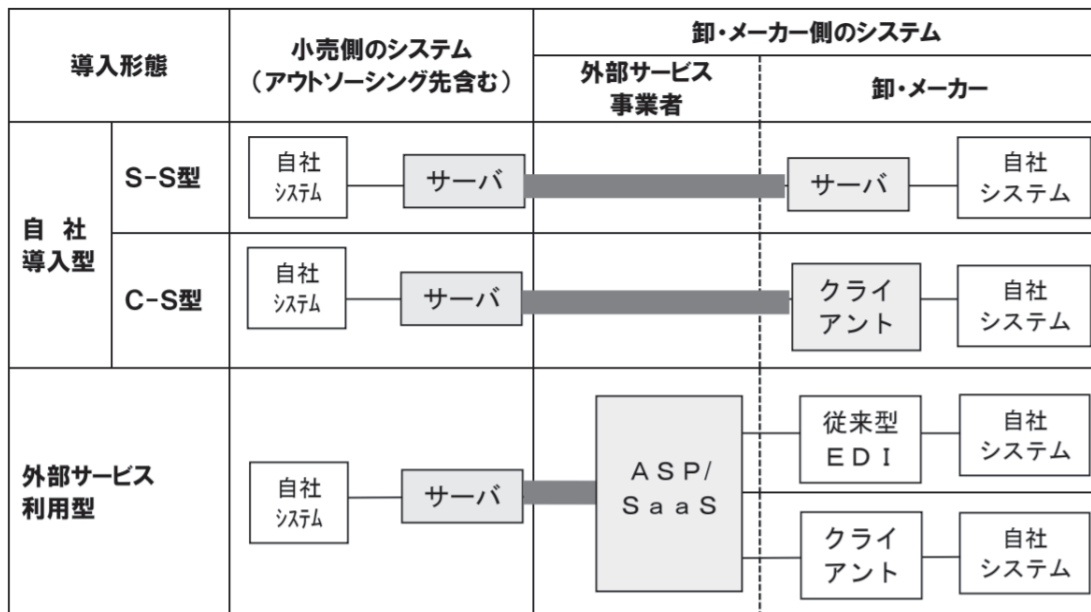 導入形態
小売側のシステム
（アウトソーシング先含む）
卸・メーカー側のシステム
外部サービス
事業者
卸・メーカー
自 社
導入型
S-S型
自社
システム
サーバ
サーバ
自社
システム
C-S型
自社
システム
サーバ
クライ
アント
自社
システム
外部サービス
利用型
自社
システム
サーバ
ＡＳＰ/
ＳａａＳ
従来型
ＥＤＩ
自社
システム
クライ
アント
自社
システム